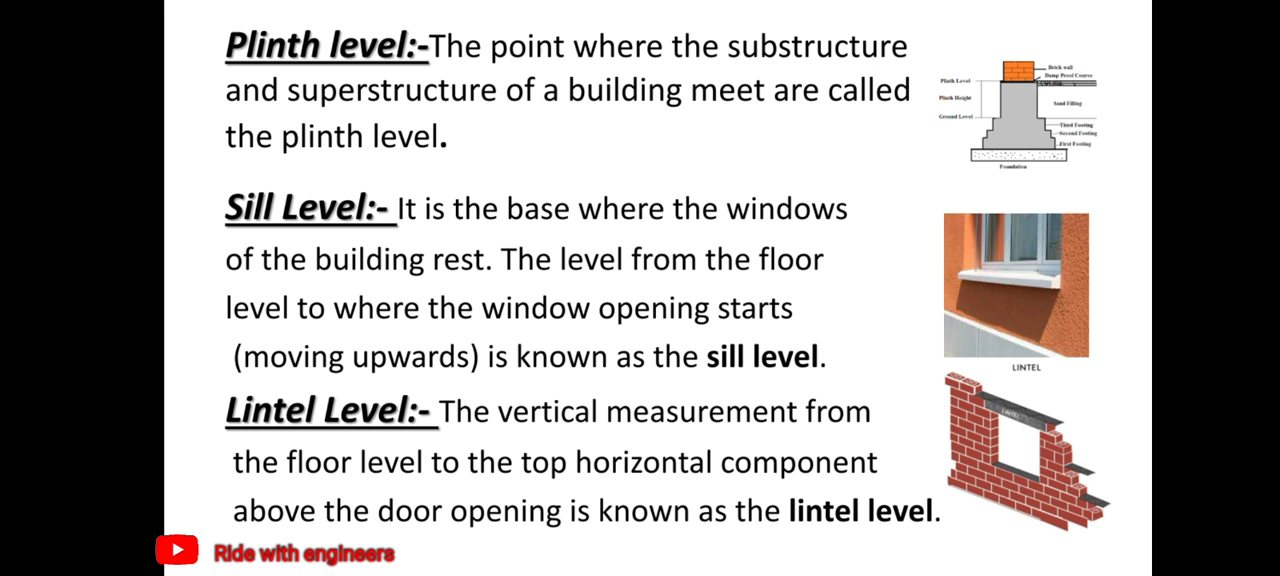 Plinth level:-The point where the substructure
and superstructure of a building meet are called
the plinth level.
Brick wall
Damp Proof Coarse
Plinth Level
Plinth Height
Sand Filling
Ground Level
Third Footing
Second Footing
First Footing
Foundation
Sill Level:- It is the base where the windows
of the building rest. The level from the floor
level to where the window opening starts
(moving upwards) is known as the sill level.
LINTEL
LINTEL
Lintel Level:- The vertical measurement from
the floor level to the top horizontal component
above the door opening is known as the lintel level.
Ride with engineers